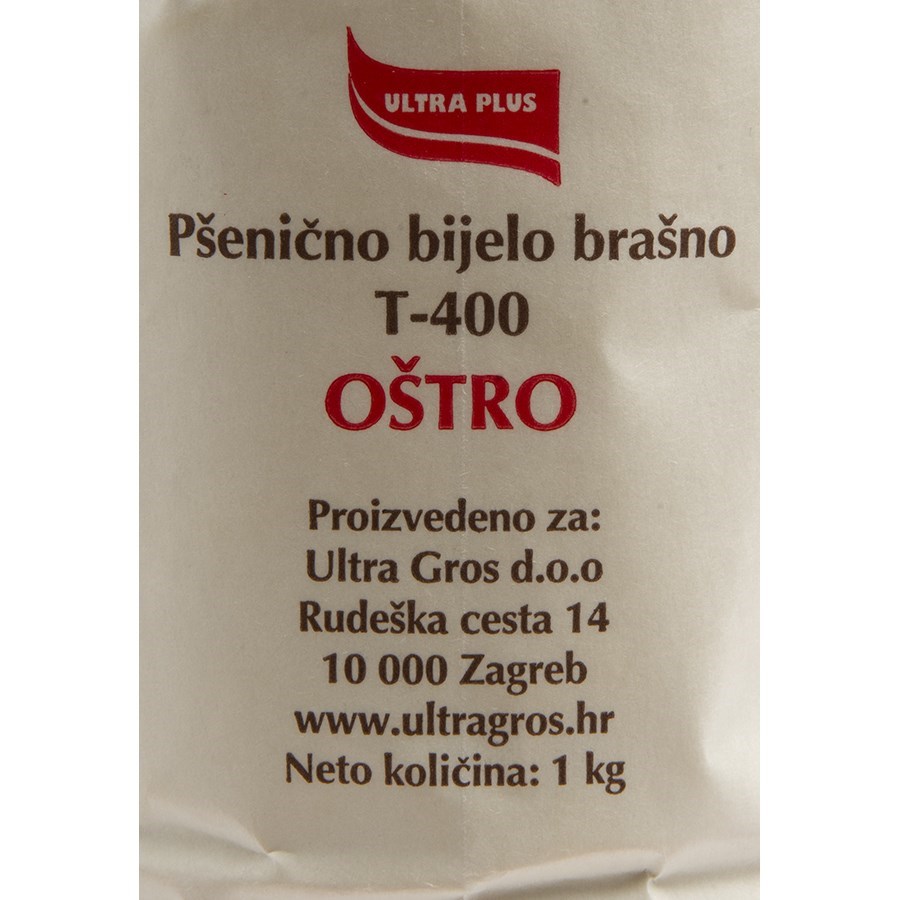 ULTRA PLUS
Pšenično bijelo brašno
T-400
OŠTRO
Proizvedeno za:
Ultra Gros d.o.o
Rudeška cesta 14
10 000 Zagreb
www.ultragros.hr
Neto količina: 1 kg